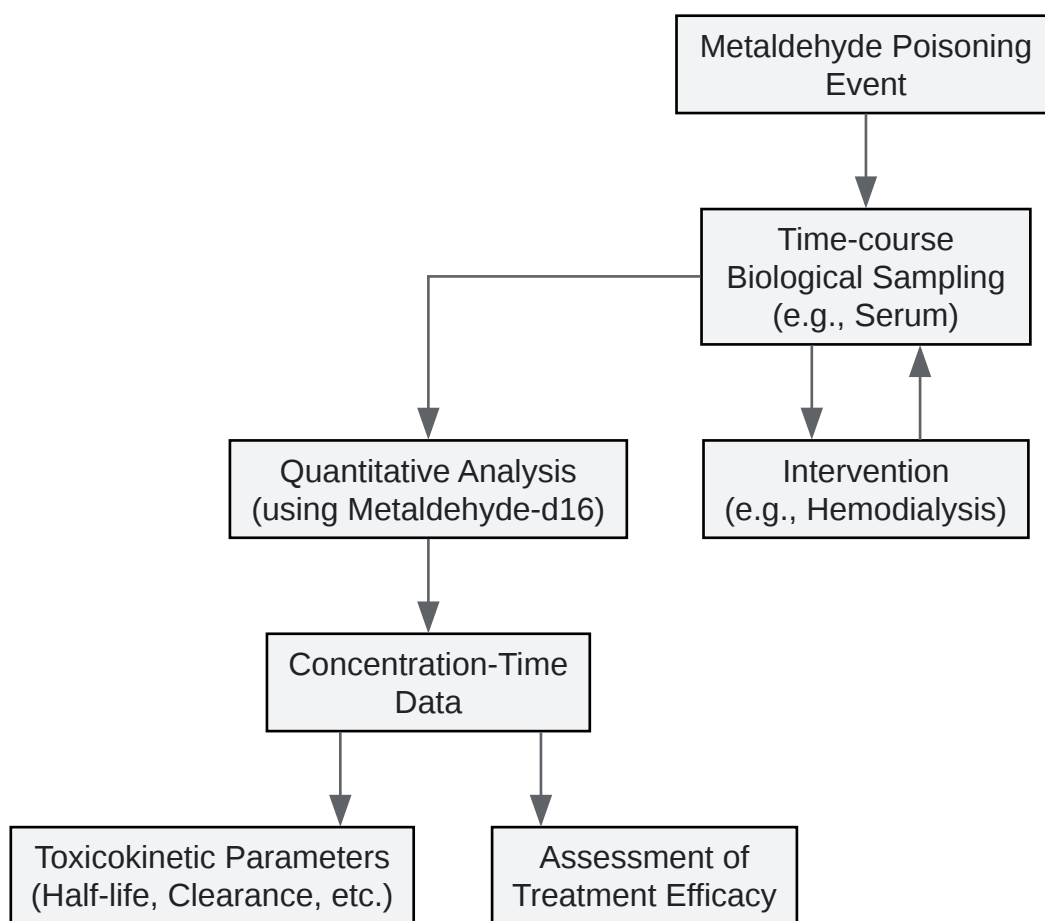 Metaldehyde Poisoning
Event
Time-course
Biological Sampling
(e.g., Serum)
Quantitative Analysis
(using Metaldehyde-d16)
Intervention
(e.g., Hemodialysis)
Concentration-Time
Data
Toxicokinetic Parameters
(Half-life, Clearance, etc.)
Assessment of
Treatment Efficacy